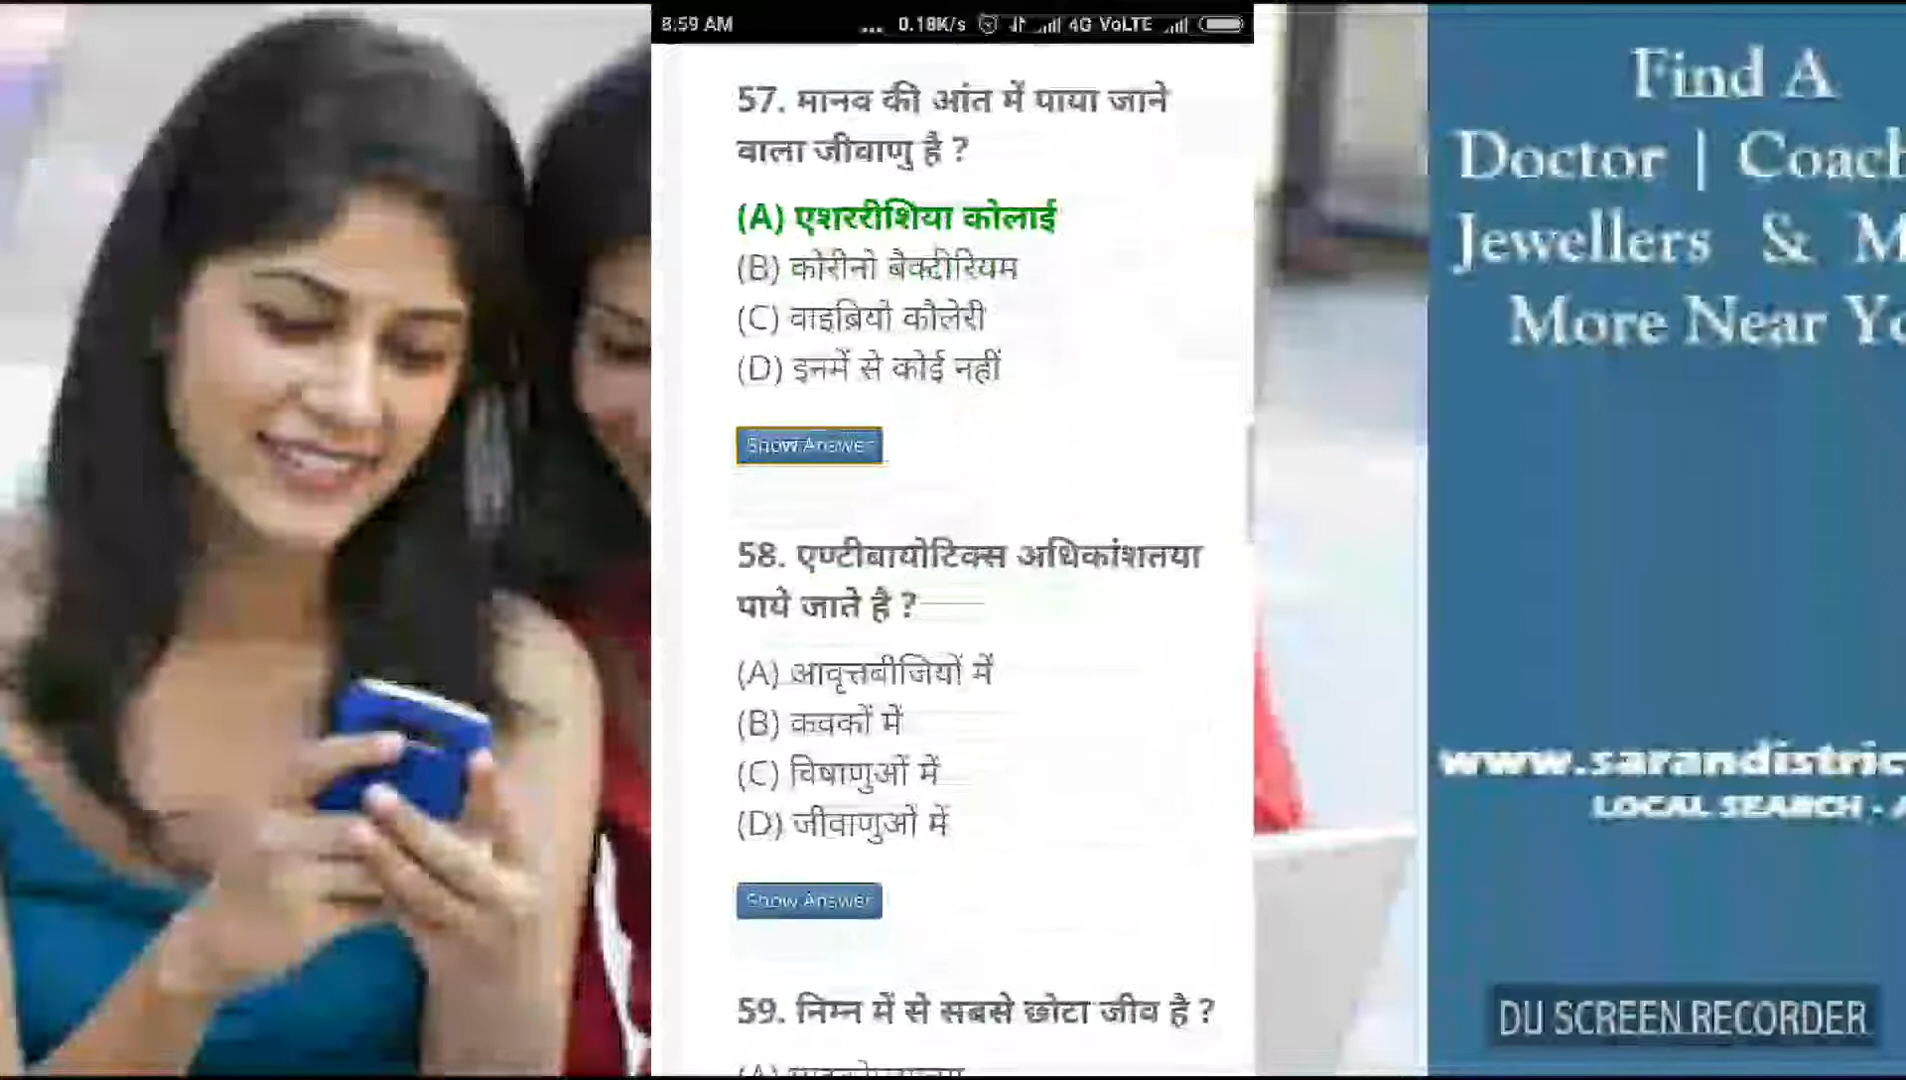 8:59 AM ... 0.18K/s 4G VoLTE
57. मानव की आंत में पाया जाने
वाला जीवाणु है ?
(A) एशररीशिया कोलाई
(B) कोरीनो बैक्टीरियम
(C) वाइब्रियो कौलेरी
(D) इनमें से कोई नहीं
Show Answer
58. एण्टीबायोटिक्स अधिकांशतया
पाये जाते है ?
(A) आवृत्तबीजियों में
(B) कवकों में
(C) विषाणुओं में
(D) जीवाणुओं में
Show Answer
59. निम्न में से सबसे छोटा जीव है ?
(A)
Find A
Doctor | Coach
Jewellers & M
More Near Yo
www.sarandistric
LOCAL SEARCH - A
DU SCREEN RECORDER